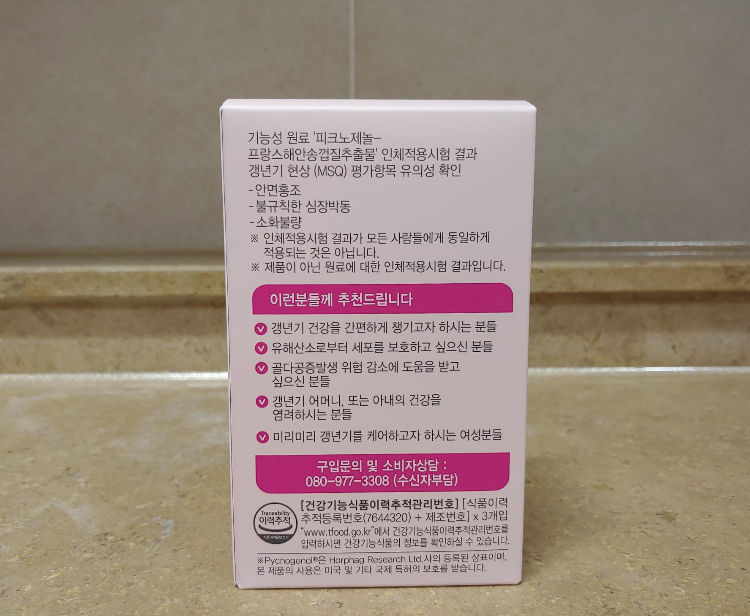 기능성 원료 '피크노제놀-
프랑스해안송껍질추출물' 인체적용시험 결과
갱년기 현상 (MSQ) 평가항목 유의성 확인
-안면홍조
-불규칙한 심장박동
-소화불량
※ 인체적용시험 결과가 모든 사람들에게 동일하게
적용되는 것은 아닙니다.
※ 제품이 아닌 원료에 대한 인체적용시험 결과입니다.
이런분들께 추천드립니다
갱년기 건강을 간편하게 챙기고자 하시는 분들
유해산소로부터 세포를 보호하고 싶으신 분들
골다공증발생 위험 감소에 도움을 받고
싶으신 분들
갱년기 어머니, 또는 아내의 건강을
염려하시는 분들
미리미리 갱년기를 케어하고자 하시는 여성분들
구입문의 및 소비자상담 :
080-977-3308 (수신자부담)
Traceability
이력추적
[건강기능식품이력추적관리번호] [식품이력
추적등록번호(7644320) + 제조번호] x 3개입
"www.tfood.go.kr"에서 건강기능식품이력추적관리번호를
입력하시면 건강기능식품의 정보를 확인하실 수 있습니다.
※Pycnogenol®은 Horphag Research Ltd.사의 등록된 상표이며,
본 제품의 사용은 미국 및 기타 국제 특허의 보호를 받습니다.